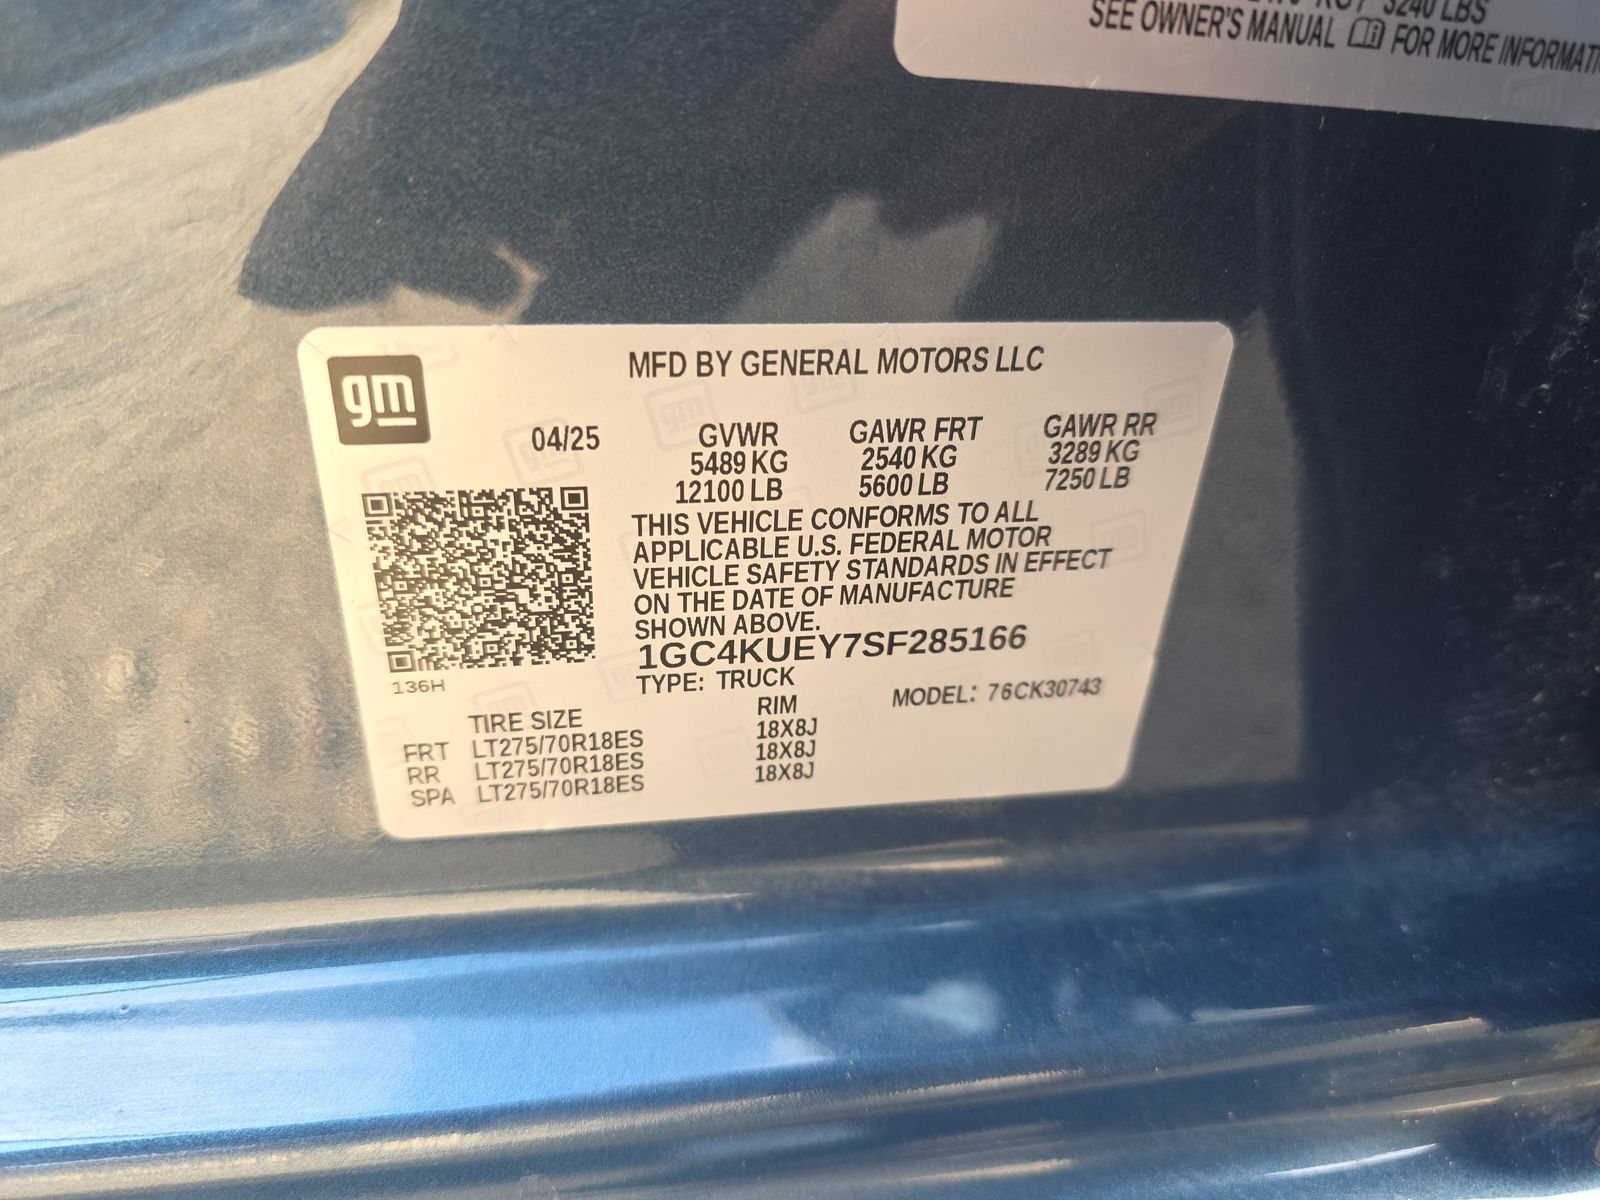 3240 LBS
SEE OWNER'S MANUAL FOR MORE
gm
MFD BY GENERAL MOTORS LLC
04/25
GVWR GAWR FRT GAWR RR
5489 KG 2540 KG 3289 KG
12100 LB 5600 LB 7250 LB
THIS VEHICLE CONFORMS TO ALL
APPLICABLE U.S. FEDERAL MOTOR
VEHICLE SAFETY STANDARDS IN EFFECT
ON THE DATE OF MANUFACTURE
SHOWN ABOVE.
1GC4KUEY7SF285166
136H
TYPE: TRUCK
MODEL: 76CK30743
TIRE SIZE RIM
FRT LT275/70R18ES 18X8J
RR LT275/70R18ES 18X8J
SPA LT275/70R18ES 18X8J